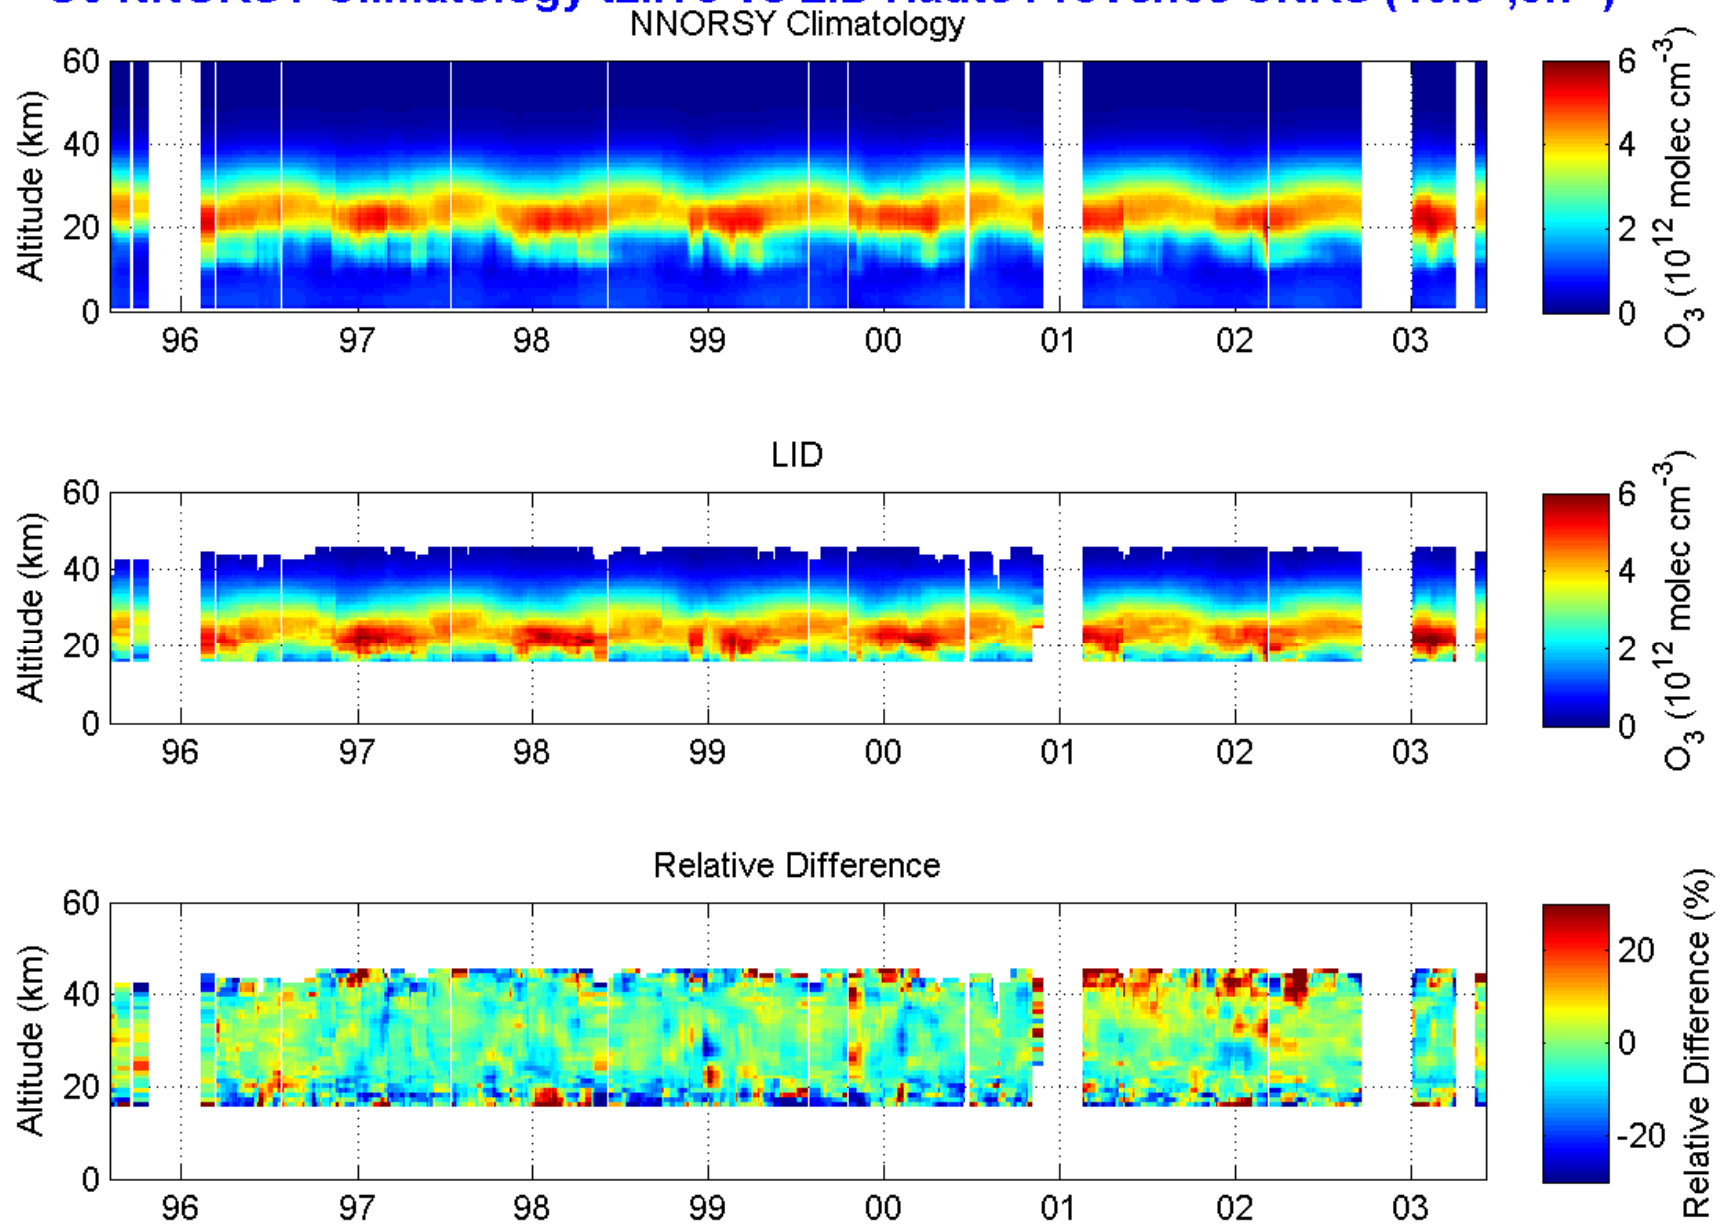 NNORSY Climatology
60
40
20
0
Altitude (km)
96 97 98 99 00 01 02 03
6
4
2
0
O3 (10^12 molec cm^-3)
LID
60
40
20
0
Altitude (km)
96 97 98 99 00 01 02 03
6
4
2
0
O3 (10^12 molec cm^-3)
Relative Difference
60
40
20
0
Altitude (km)
96 97 98 99 00 01 02 03
20
0
-20
Relative Difference (%)